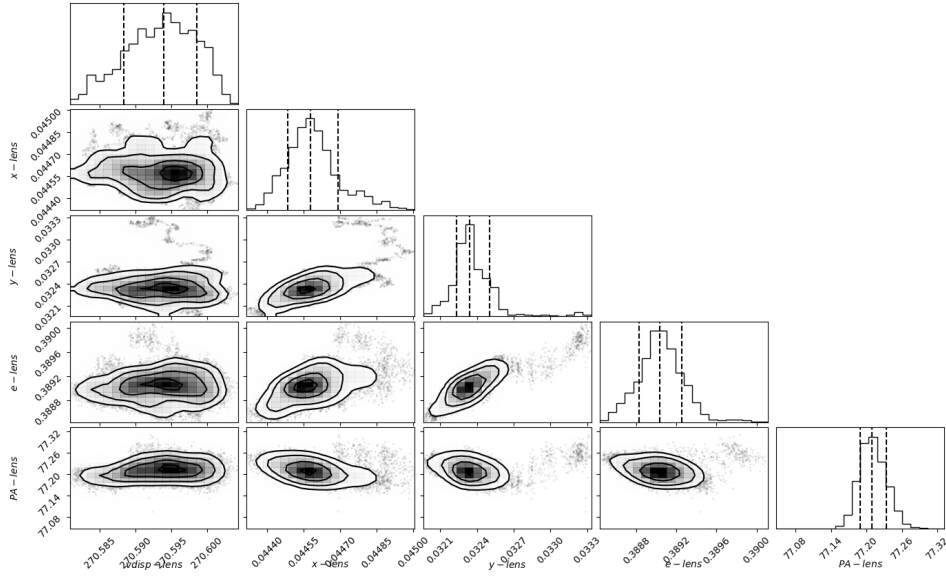 0.04500
0.04485
0.04470
0.04455
0.04440
x − lens
0.0333
0.0330
0.0327
0.0324
0.0321
y − lens
0.3900
0.3896
0.3892
0.3888
e − lens
77.32
77.26
77.20
77.14
77.08
PA − lens
270.585 270.590 270.595 270.600
vdisp − lens
0.04440 0.04455 0.04470 0.04485 0.04500
x − lens
0.0321 0.0324 0.0327 0.0330 0.0333
y − lens
0.3888 0.3892 0.3896 0.3900
e − lens
77.08 77.14 77.20 77.26 77.32
PA − lens